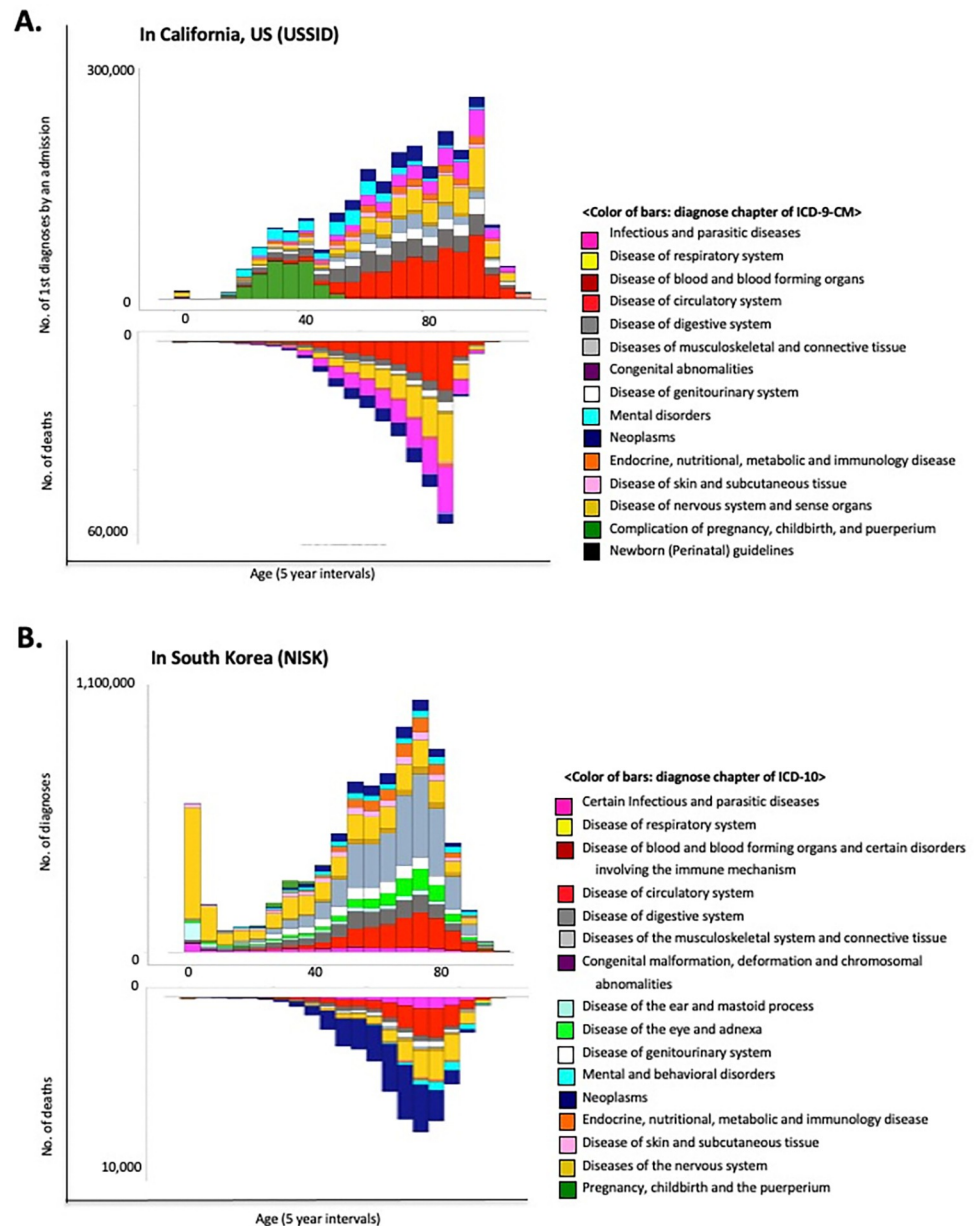 A.
In California, US (USSID)
300,000
No. of 1st diagnoses by an admission
0
0
40
80
0
No. of deaths
60,000
Age (5 year intervals)
<Color of bars: diagnose chapter of ICD-9-CM>
Infectious and parasitic diseases
Disease of respiratory system
Disease of blood and blood forming organs
Disease of circulatory system
Disease of digestive system
Diseases of musculoskeletal and connective tissue
Congenital abnormalities
Disease of genitourinary system
Mental disorders
Neoplasms
Endocrine, nutritional, metabolic and immunology disease
Disease of skin and subcutaneous tissue
Disease of nervous system and sense organs
Complication of pregnancy, childbirth, and puerperium
Newborn (Perinatal) guidelines
B.
In South Korea (NISK)
1,100,000
No. of diagnoses
0
0
40
80
0
No. of deaths
10,000
Age (5 year intervals)
<Color of bars: diagnose chapter of ICD-10>
Certain Infectious and parasitic diseases
Disease of respiratory system
Disease of blood and blood forming organs and certain disorders
involving the immune mechanism
Disease of circulatory system
Disease of digestive system
Diseases of the musculoskeletal system and connective tissue
Congenital malformation, deformation and chromosomal
abnormalities
Disease of the ear and mastoid process
Disease of the eye and adnexa
Disease of genitourinary system
Mental and behavioral disorders
Neoplasms
Endocrine, nutritional, metabolic and immunology disease
Disease of skin and subcutaneous tissue
Diseases of the nervous system
Pregnancy, childbirth and the puerperium